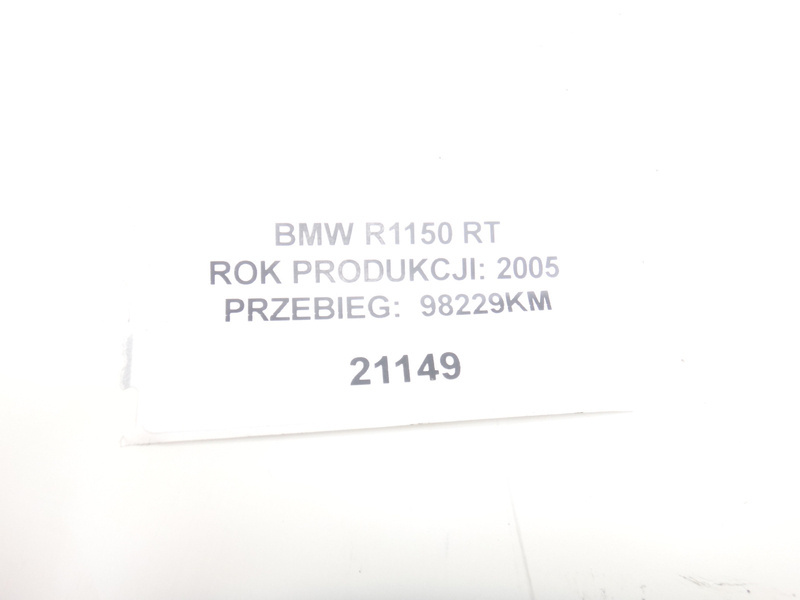 BMW R1150 RT
ROK PRODUKCJI: 2005
PRZEBIEG: 98229KM
21149